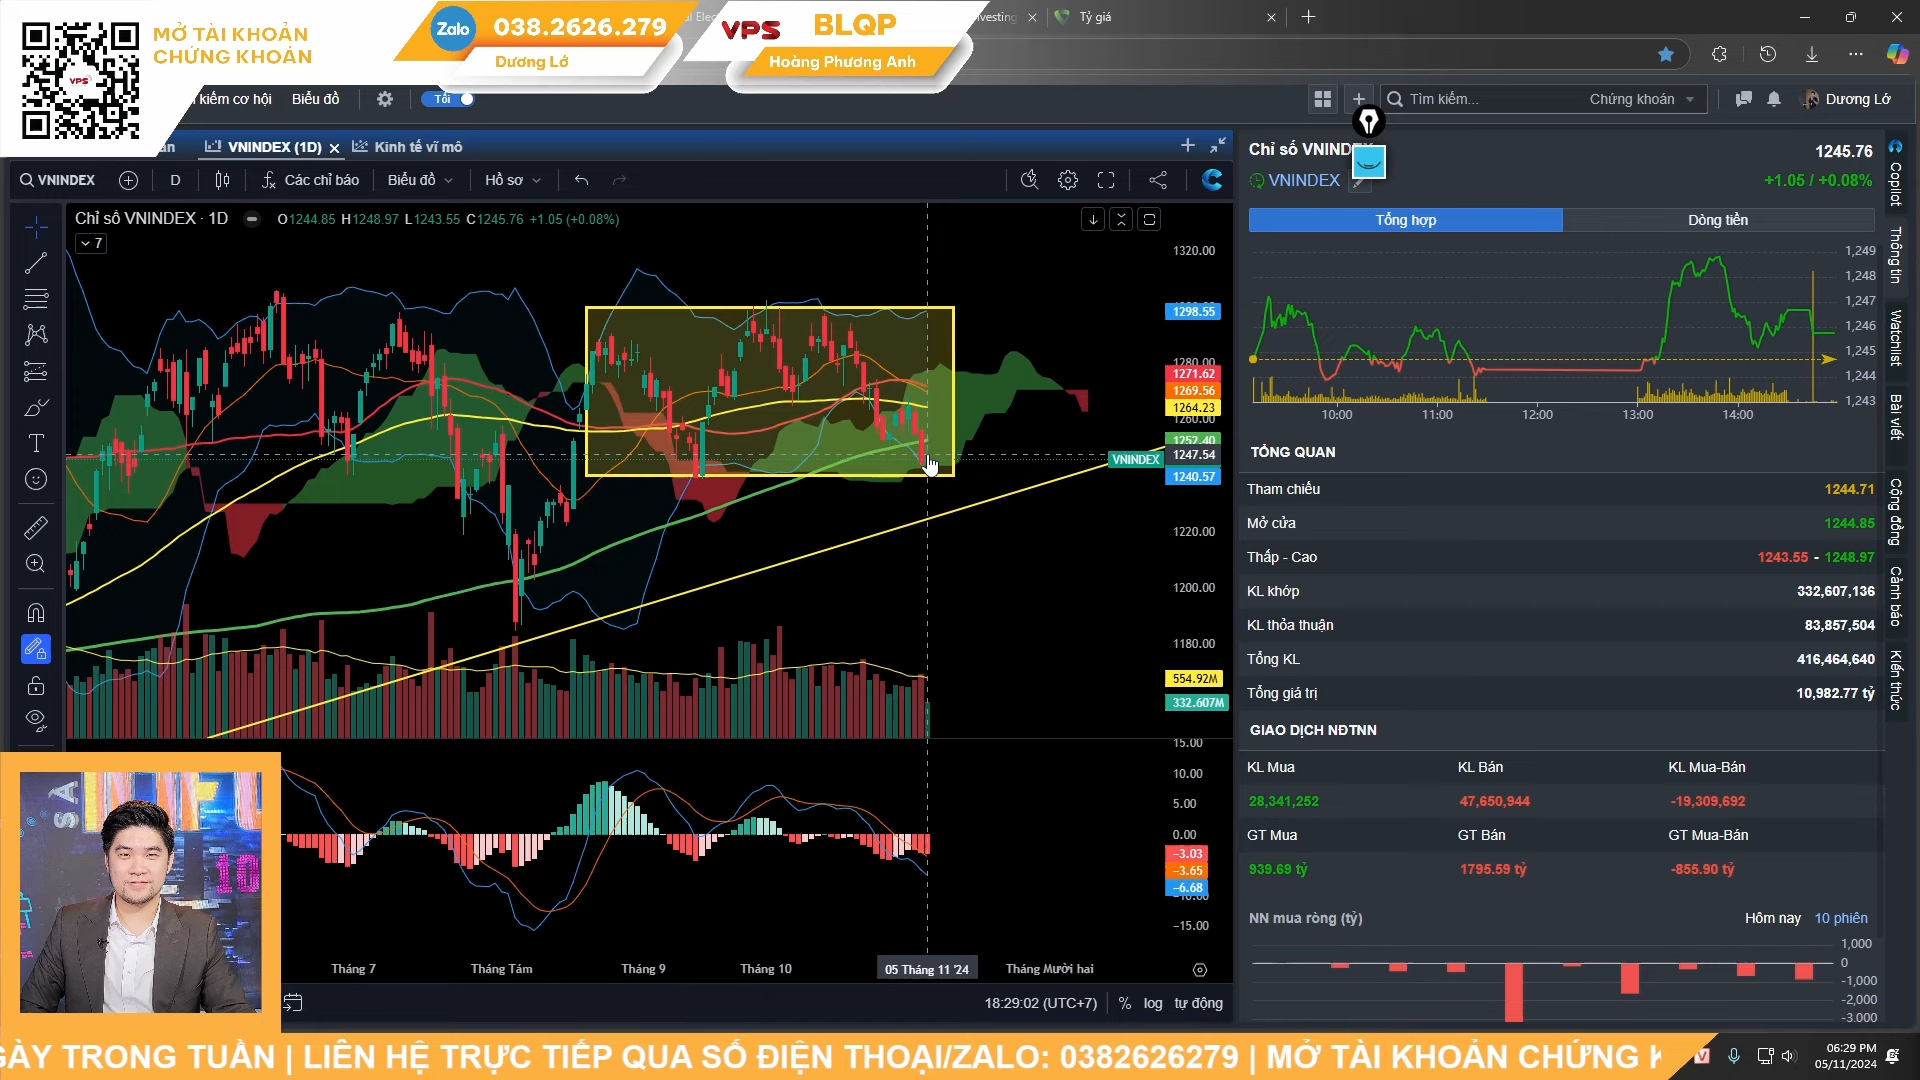 MỞ TÀI KHOẢN
CHỨNG KHOÁN
VPS
Zalo
038.2626.279
Dương Lớ
VPS
BLQP
Hoàng Phương Anh
Tỷ giá
kiếm cơ hội
Biểu đồ
Tối
Tìm kiếm...
Chứng khoán
Dương Lớ
VNINDEX (1D)
Kinh tế vĩ mô
VNINDEX
D
Các chỉ báo
Biểu đồ
Hồ sơ
Chỉ số VNINDEX · 1D
O1244.85 H1248.97 L1243.55 C1245.76 +1.05 (+0.08%)
7
1320.00
1298.55
1280.00
1271.62
1269.56
1264.23
1260.00
1252.40
VNINDEX
1247.54
1240.57
1220.00
1200.00
1180.00
554.92M
332.607M
15.00
10.00
5.00
0.00
−3.03
−3.65
−6.68
−10.00
−15.00
Tháng 7
Tháng Tám
Tháng 9
Tháng 10
05 Tháng 11 '24
Tháng Mười hai
18:29:02 (UTC+7)
%
log
tự động
1245.76
VNINDEX
+1.05 / +0.08%
Tổng hợp
Dòng tiền
1,249
1,248
1,247
1,246
1,245
1,244
1,243
10:00
11:00
12:00
13:00
14:00
TỔNG QUAN
Tham chiếu 1244.71
Mở cửa 1244.85
Thấp - Cao 1243.55 - 1248.97
KL khớp 332,607,136
KL thỏa thuận 83,857,504
Tổng KL 416,464,640
Tổng giá trị 10,982.77 tỷ
GIAO DỊCH NĐTNN
KL Mua KL Bán KL Mua-Bán
28,341,252 47,650,944 -19,309,692
GT Mua GT Bán GT Mua-Bán
939.69 tỷ 1795.59 tỷ -855.90 tỷ
NN mua ròng (tỷ)
Hôm nay
10 phiên
1,000
0
-1,000
-2,000
-3.000
Copilot
Thông tin
Watchlist
Bài viết
Cộng đồng
Cảnh báo
Kiến thức
TRONG TUẦN | LIÊN HỆ TRỰC TIẾP QUA SỐ ĐIỆN THOẠI/ZALO: 0382626279 | MỞ TÀI KHOẢN CHỨNG
06:29 PM
05/11/2024